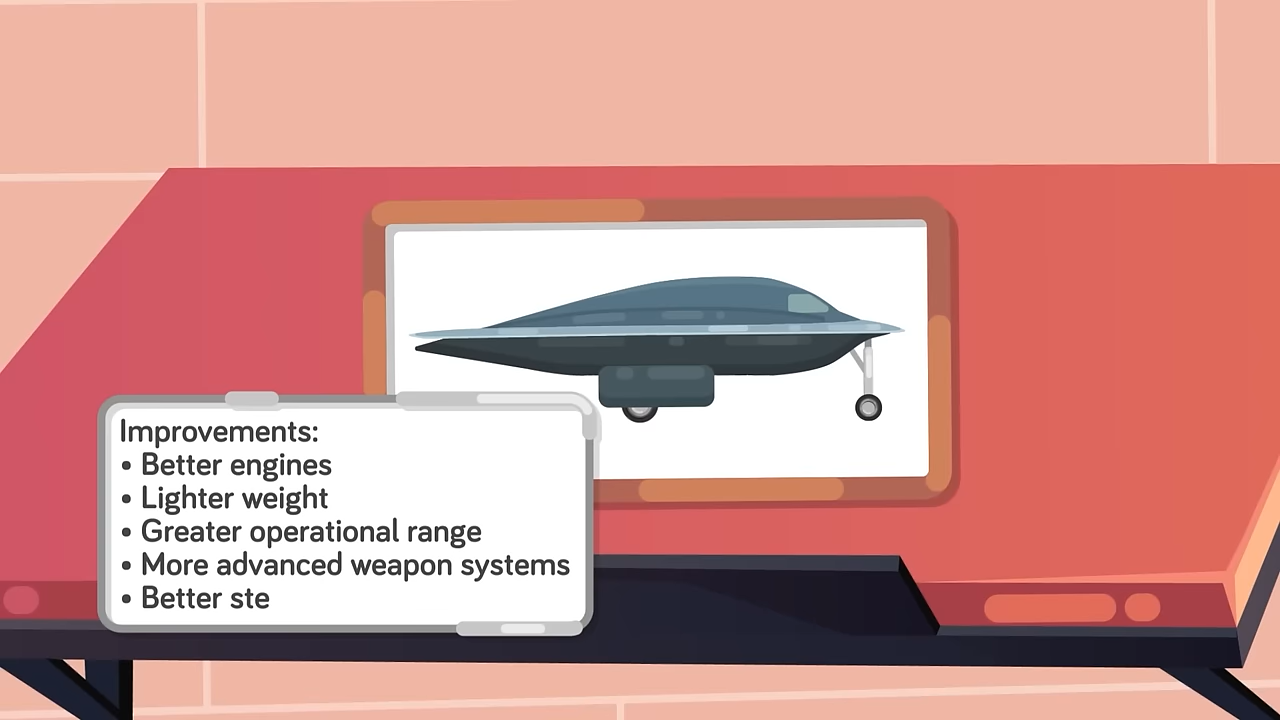 Improvements:
• Better engines
• Lighter weight
• Greater operational range
• More advanced weapon systems
• Better ste